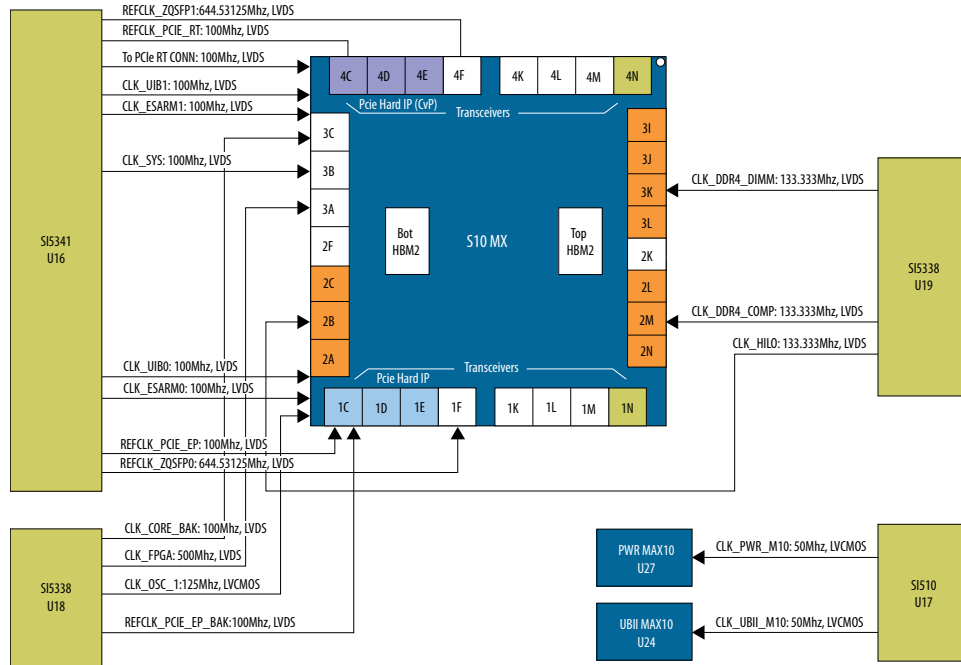 REFCLK_ZQSFP1:644.53125Mhz, LVDS
REFCLK_PCIE_RT: 100Mhz, LVDS
To PCIe RT CONN: 100Mhz, LVDS
CLK_UIB1: 100Mhz, LVDS
CLK_ESARM1: 100Mhz, LVDS
CLK_SYS: 100Mhz, LVDS
SI5341
U16
CLK_UIB0: 100Mhz, LVDS
CLK_ESARM0: 100Mhz, LVDS
REFCLK_PCIE_EP: 100Mhz, LVDS
REFCLK_ZQSFP0: 644.53125Mhz, LVDS
4C
4D
4E
4F
4K
4L
4M
4N
Pcie Hard IP (CvP)
Transceivers
3C
3B
3A
2F
2C
2B
2A
Bot
HBM2
S10 MX
Top
HBM2
3I
3J
3K
3L
2K
2L
2M
2N
Transceivers
Pcie Hard IP
1C
1D
1E
1F
1K
1L
1M
1N
CLK_DDR4_DIMM: 133.333Mhz, LVDS
CLK_DDR4_COMP: 133.333Mhz, LVDS
CLK_HILO: 133.333Mhz, LVDS
SI5338
U19
CLK_CORE_BAK: 100Mhz, LVDS
CLK_FPGA: 500Mhz, LVDS
CLK_OSC_1:125Mhz, LVCMOS
REFCLK_PCIE_EP_BAK:100Mhz, LVDS
SI5338
U18
PWR MAX10
U27
UBII MAX10
U24
CLK_PWR_M10: 50Mhz, LVCMOS
CLK_UBII_M10: 50Mhz, LVCMOS
SI510
U17